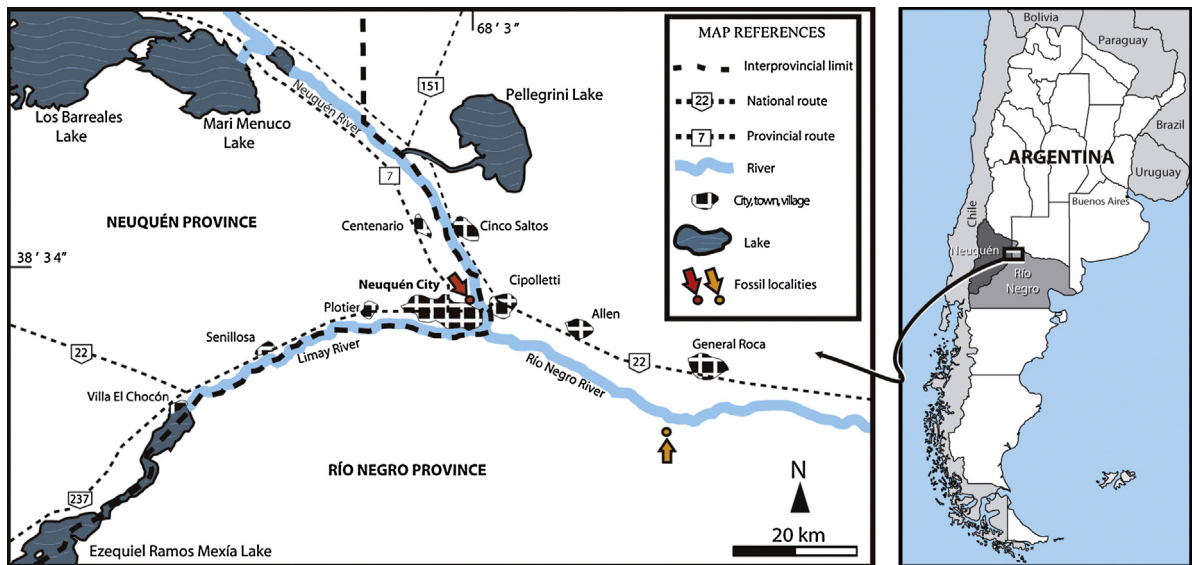 68 ' 3 ''
MAP REFERENCES
Interprovincial limit
22
National route
7
Provincial route
River
City, town, village
Lake
Fossil localities
151
Neuquén River
Pellegrini Lake
Los Barreales
Lake
Mari Menuco
Lake
7
NEUQUÉN PROVINCE
Centenario
Cinco Saltos
38 ' 3 4 ''
Neuquén City
Cipolletti
Plotier
Allen
Senillosa
Limay River
22
General Roca
22
Río Negro River
Villa El Chocón
RÍO NEGRO PROVINCE
N
237
20 km
Ezequiel Ramos Mexía Lake
Bolivia
Paraguay
Brazil
ARGENTINA
Uruguay
Buenos Aires
Chile
Neuquén
Río
Negro